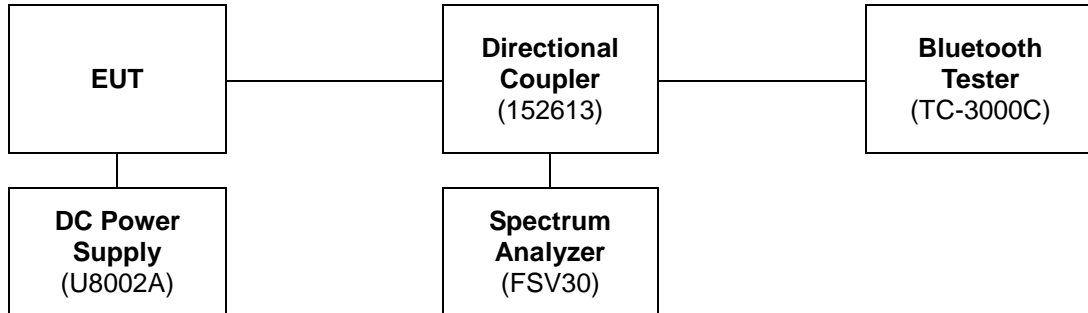 EUT
Directional
Coupler
(152613)
Bluetooth
Tester
(TC-3000C)
DC Power
Supply
(U8002A)
Spectrum
Analyzer
(FSV30)